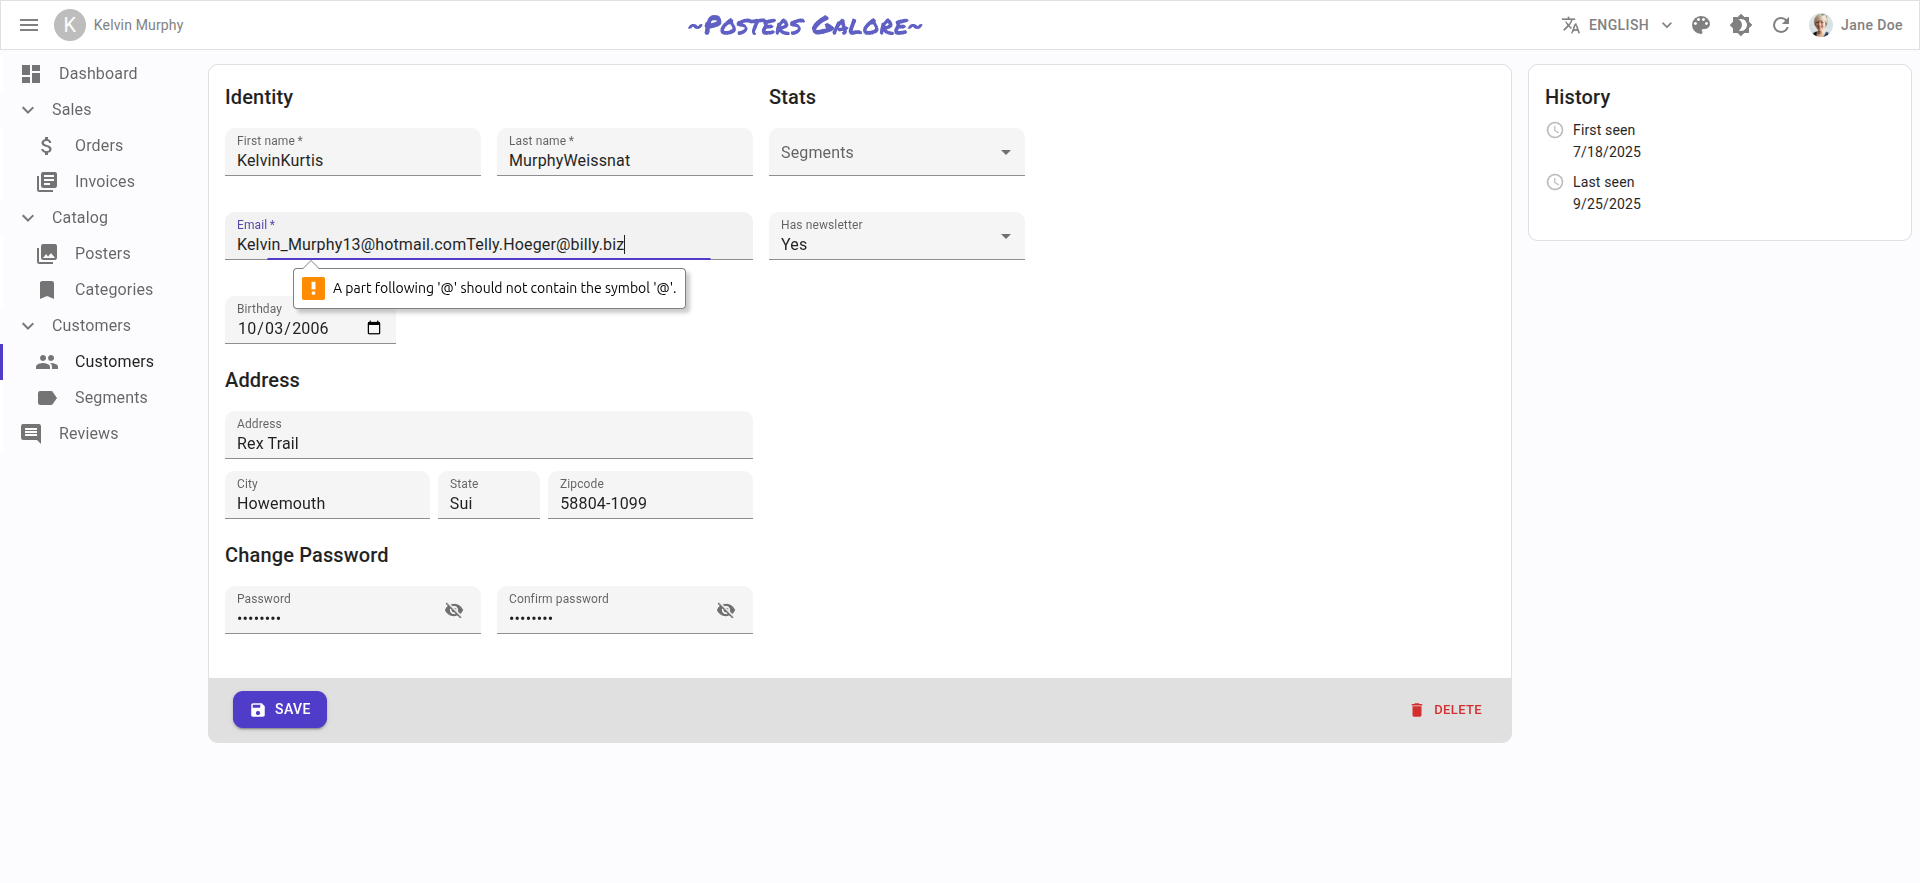 K
Kelvin Murphy
~Posters Galore~
ENGLISH
Jane Doe
Dashboard
Sales
Orders
Invoices
Catalog
Posters
Categories
Customers
Customers
Segments
Reviews
Identity
First name *
KelvinKurtis
Last name *
MurphyWeissnat
Email *
Kelvin_Murphy13@hotmail.comTelly.Hoeger@billy.biz
A part following '@' should not contain the symbol '@'.
Birthday
10/03/2006
Stats
Segments
Has newsletter
Yes
Address
Address
Rex Trail
City
Howemouth
State
Sui
Zipcode
58804-1099
Change Password
Password
••••••••
Confirm password
••••••••
SAVE
DELETE
History
First seen
7/18/2025
Last seen
9/25/2025